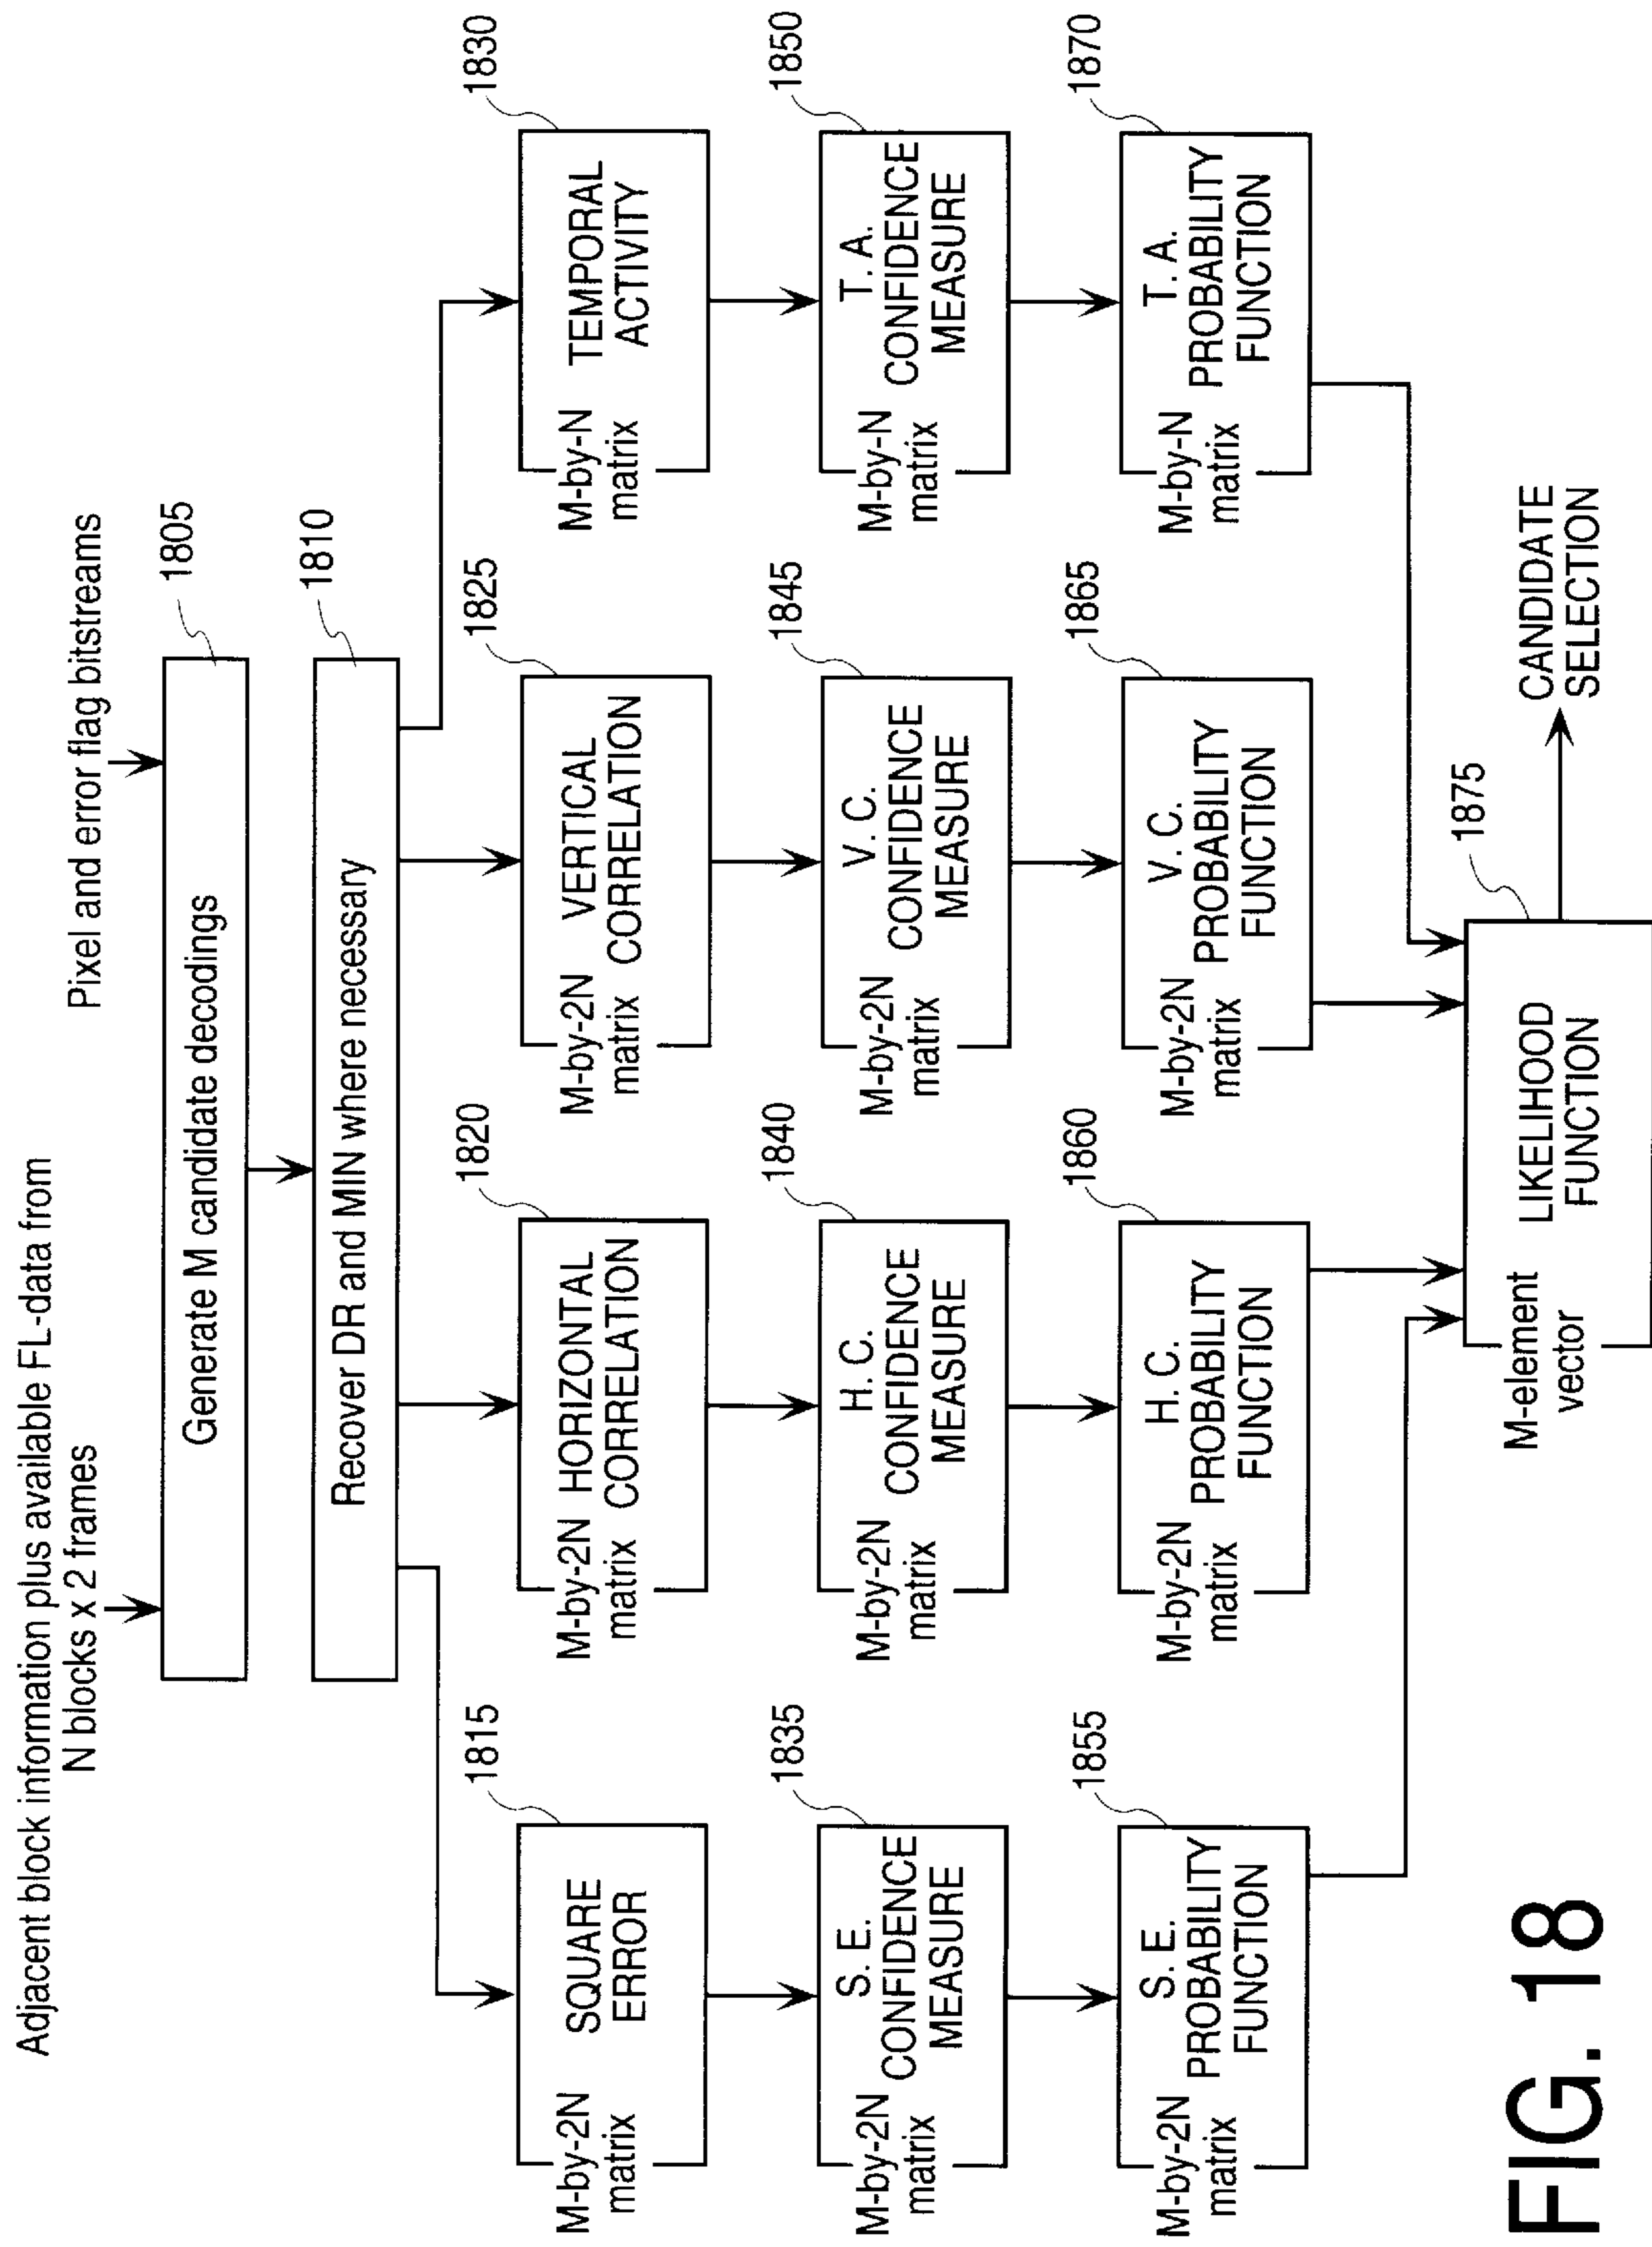 Adjacent block information plus available FL-data from
N blocks x 2 frames
Pixel and error flag bitstreams
Generate M candidate decodings
1805
Recover DR and MIN where necessary
1810
M-by-2N
matrix
SQUARE
ERROR
1815
M-by-2N
matrix
HORIZONTAL
CORRELATION
1820
M-by-2N
matrix
VERTICAL
CORRELATION
1825
M-by-N
matrix
TEMPORAL
ACTIVITY
1830
M-by-2N
matrix
S. E.
CONFIDENCE
MEASURE
1835
M-by-2N
matrix
H. C.
CONFIDENCE
MEASURE
1840
M-by-2N
matrix
V. C.
CONFIDENCE
MEASURE
1845
M-by-N
matrix
T. A.
CONFIDENCE
MEASURE
1850
M-by-2N
matrix
S. E.
PROBABILITY
FUNCTION
1855
M-by-2N
matrix
H. C.
PROBABILITY
FUNCTION
1860
M-by-2N
matrix
V. C.
PROBABILITY
FUNCTION
1865
M-by-N
matrix
T. A.
PROBABILITY
FUNCTION
1870
M-element
vector
LIKELIHOOD
FUNCTION
1875
CANDIDATE
SELECTION
FIG. 18